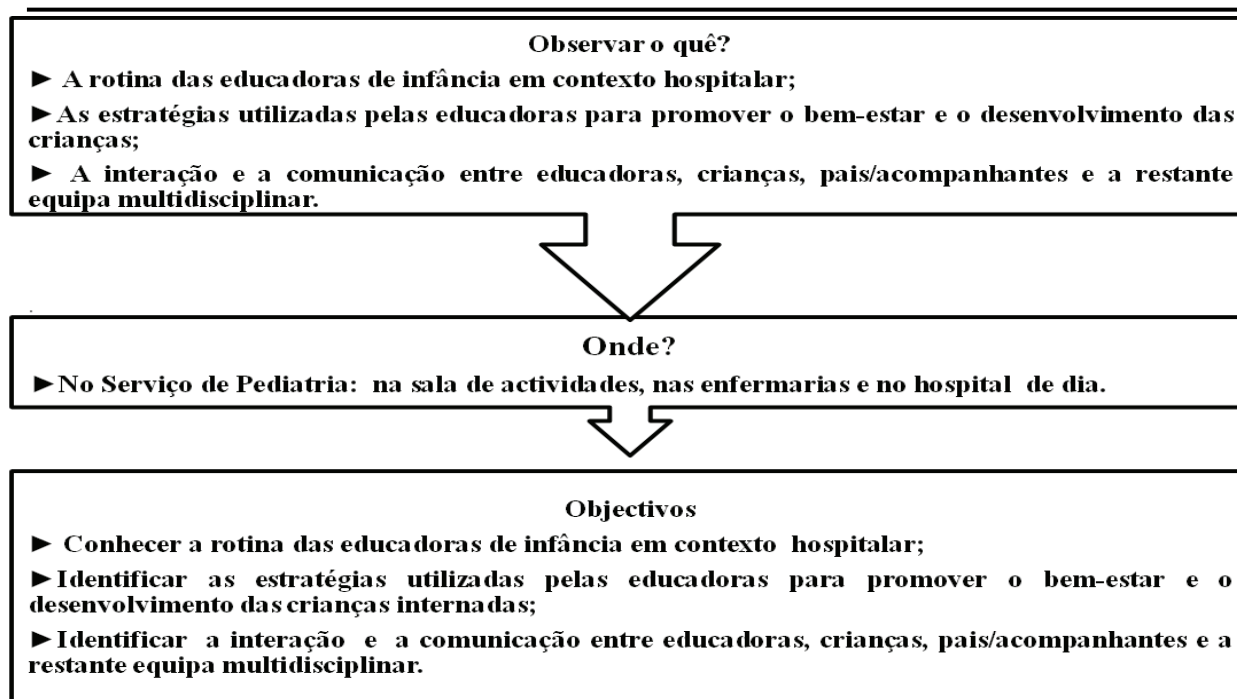 Observar o quê?
► A rotina das educadoras de infância em contexto hospitalar;
►As estratégias utilizadas pelas educadoras para promover o bem-estar e o desenvolvimento das
crianças;
► A interação e a comunicação entre educadoras, crianças, pais/acompanhantes e a restante
equipa multidisciplinar.
Onde?
►No Serviço de Pediatria: na sala de actividades, nas enfermarias e no hospital de dia.
Objectivos
► Conhecer a rotina das educadoras de infância em contexto hospitalar;
►Identificar as estratégias utilizadas pelas educadoras para promover o bem-estar e o
desenvolvimento das crianças internadas;
►Identificar a interação e a comunicação entre educadoras, crianças, pais/acompanhantes e a
restante equipa multidisciplinar.